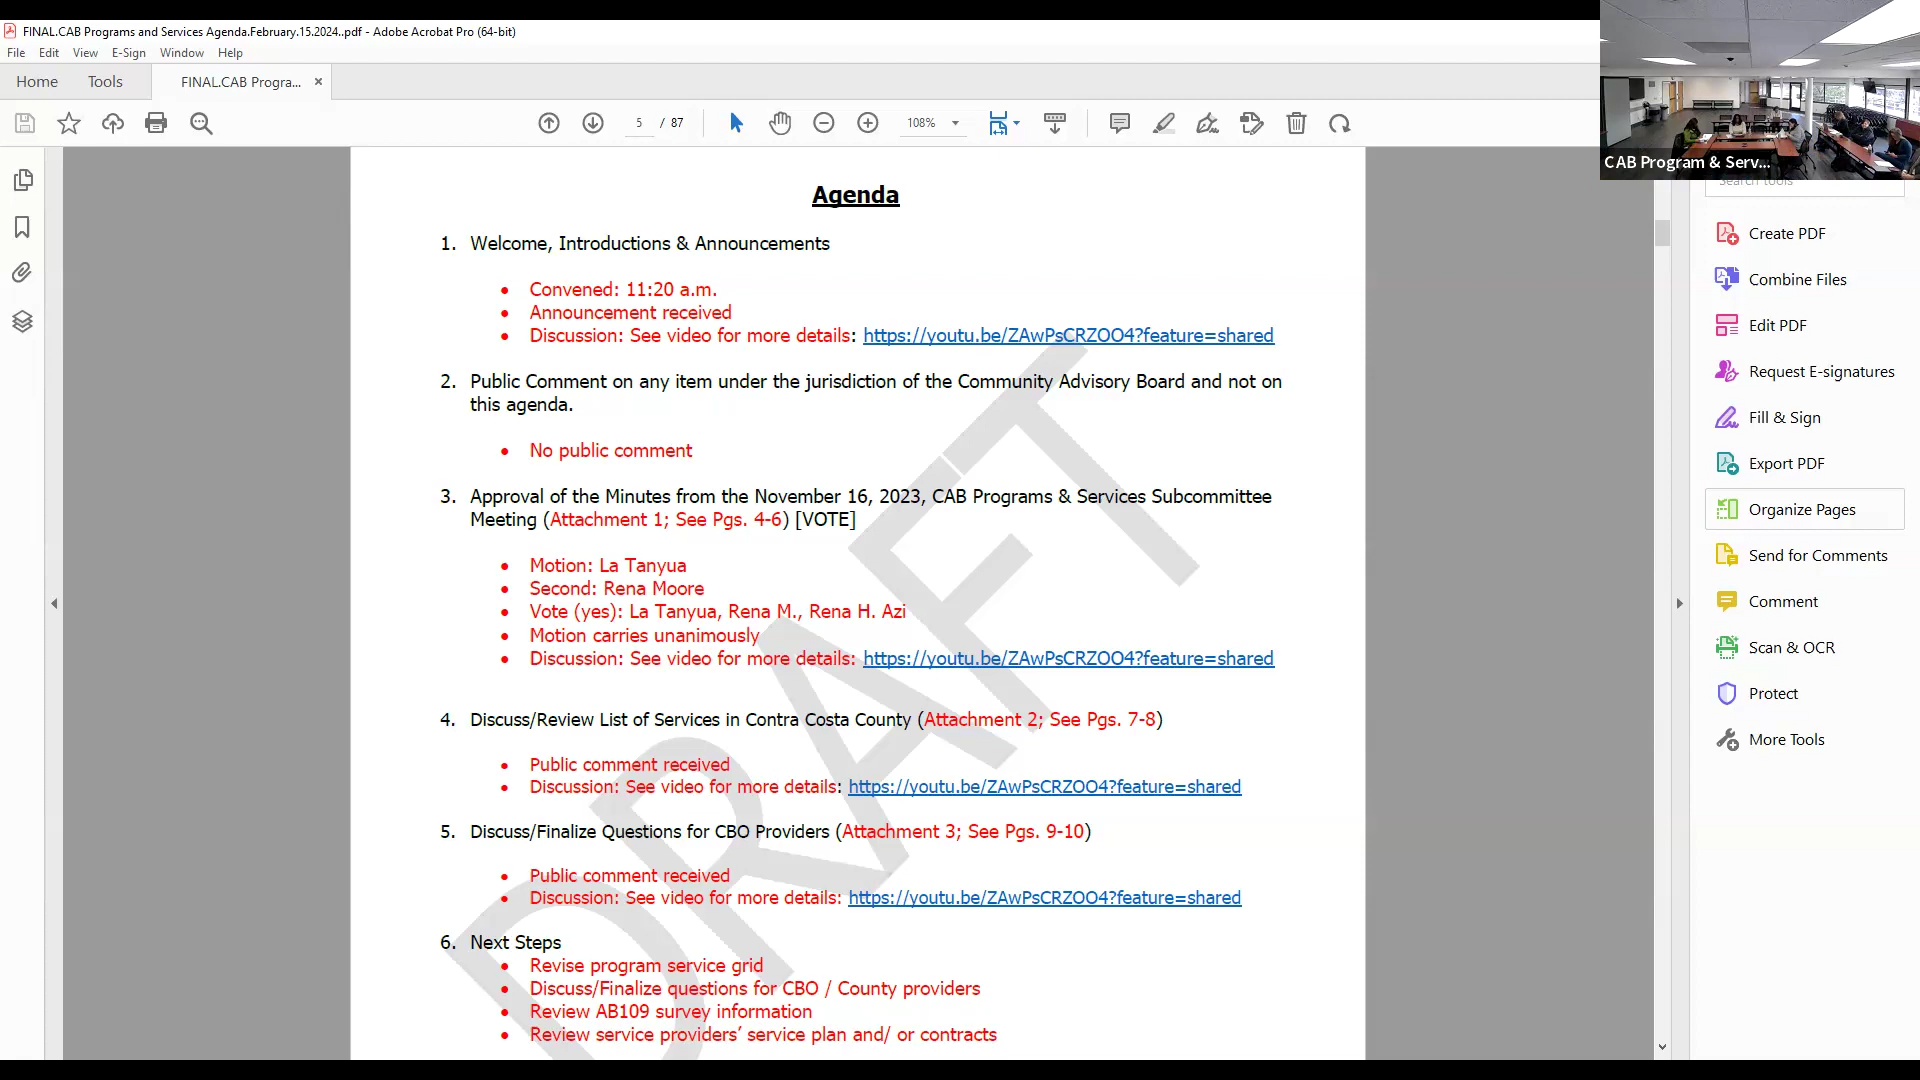 FINAL.CAB Programs and Services Agenda.February.15.2024..pdf - Adobe Acrobat Pro (64-bit)
File Edit View E-Sign Window Help
Home Tools FINAL.CAB Progra... ×
5 / 87 108%
CAB Program & Serv...
Search tools
Agenda
1. Welcome, Introductions & Announcements
• Convened: 11:20 a.m.
• Announcement received
• Discussion: See video for more details: https://youtu.be/ZAwPsCRZOO4?feature=shared
2. Public Comment on any item under the jurisdiction of the Community Advisory Board and not on
this agenda.
• No public comment
3. Approval of the Minutes from the November 16, 2023, CAB Programs & Services Subcommittee
Meeting (Attachment 1; See Pgs. 4-6) [VOTE]
• Motion: La Tanyua
• Second: Rena Moore
• Vote (yes): La Tanyua, Rena M., Rena H. Azi
• Motion carries unanimously
• Discussion: See video for more details: https://youtu.be/ZAwPsCRZOO4?feature=shared
4. Discuss/Review List of Services in Contra Costa County (Attachment 2; See Pgs. 7-8)
• Public comment received
• Discussion: See video for more details: https://youtu.be/ZAwPsCRZOO4?feature=shared
5. Discuss/Finalize Questions for CBO Providers (Attachment 3; See Pgs. 9-10)
• Public comment received
• Discussion: See video for more details: https://youtu.be/ZAwPsCRZOO4?feature=shared
6. Next Steps
• Revise program service grid
• Discuss/Finalize questions for CBO / County providers
• Review AB109 survey information
• Review service providers’ service plan and/ or contracts
DRAFT
Create PDF
Combine Files
Edit PDF
Request E-signatures
Fill & Sign
Export PDF
Organize Pages
Send for Comments
Comment
Scan & OCR
Protect
More Tools